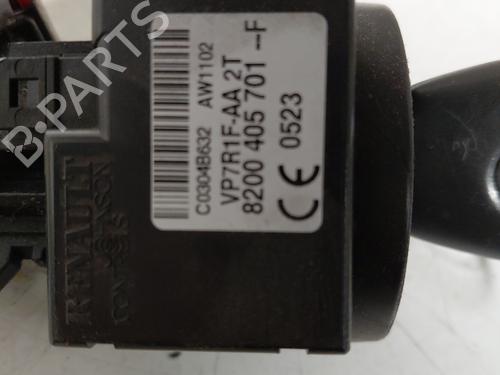 B-PARTS
C0304B632 AW1102
VP7R1F-AA 2T
8200 405 701 --F
CE 0523
RENAULT